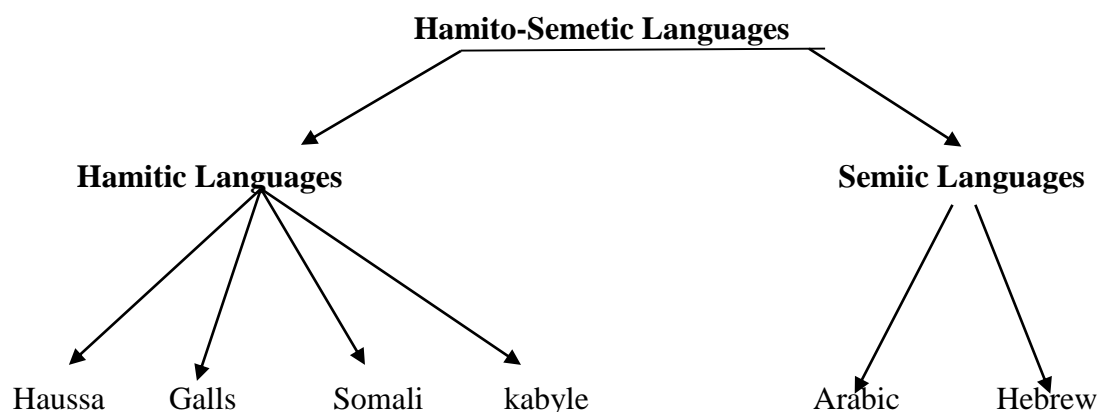 Hamito-Semetic Languages
Hamitic Languages Semiic Languages
Haussa Galls Somali kabyle Arabic Hebrew